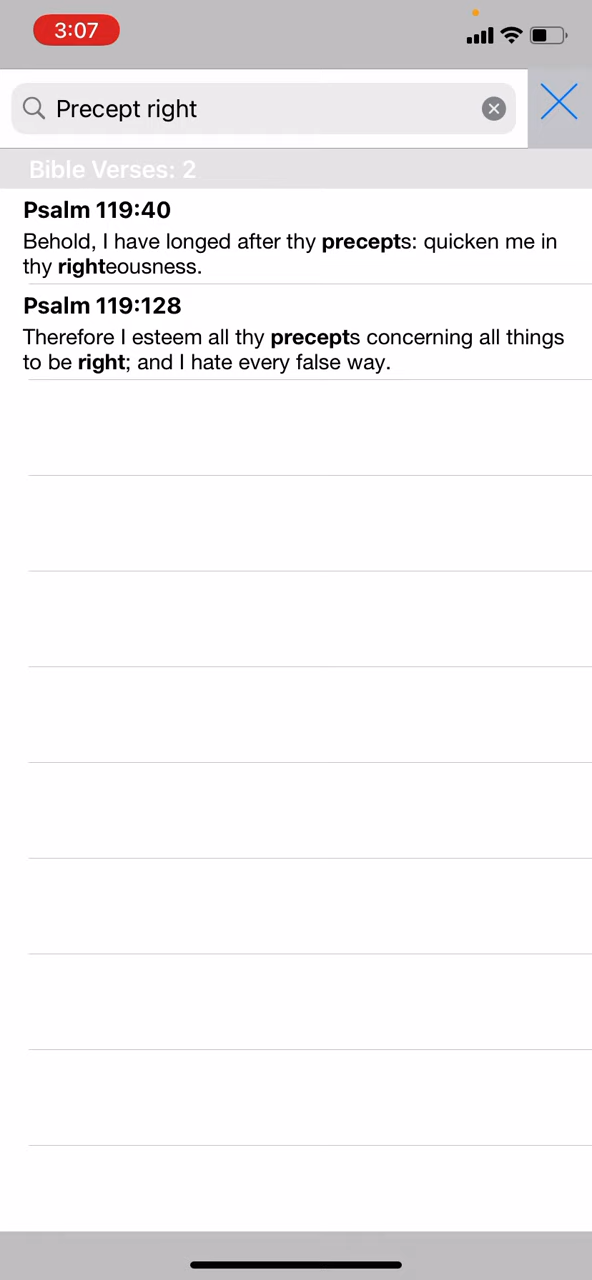 3:07
Precept right
Bible Verses: 2
Psalm 119:40
Behold, I have longed after thy precepts: quicken me in
thy righteousness.
Psalm 119:128
Therefore I esteem all thy precepts concerning all things
to be right; and I hate every false way.